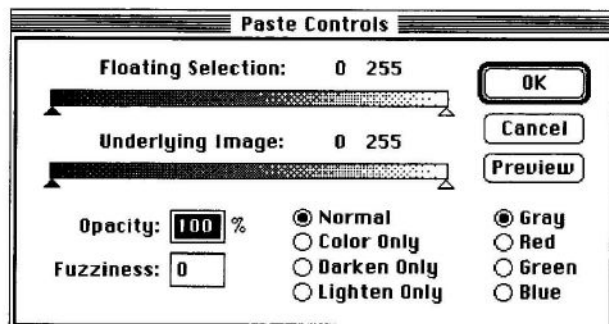 Paste Controls
Floating Selection: 0 255
OK
Underlying Image: 0 255
Cancel
Preview
Opacity: 100 %
Fuzziness: 0
Normal
Color Only
Darken Only
Lighten Only
Gray
Red
Green
Blue